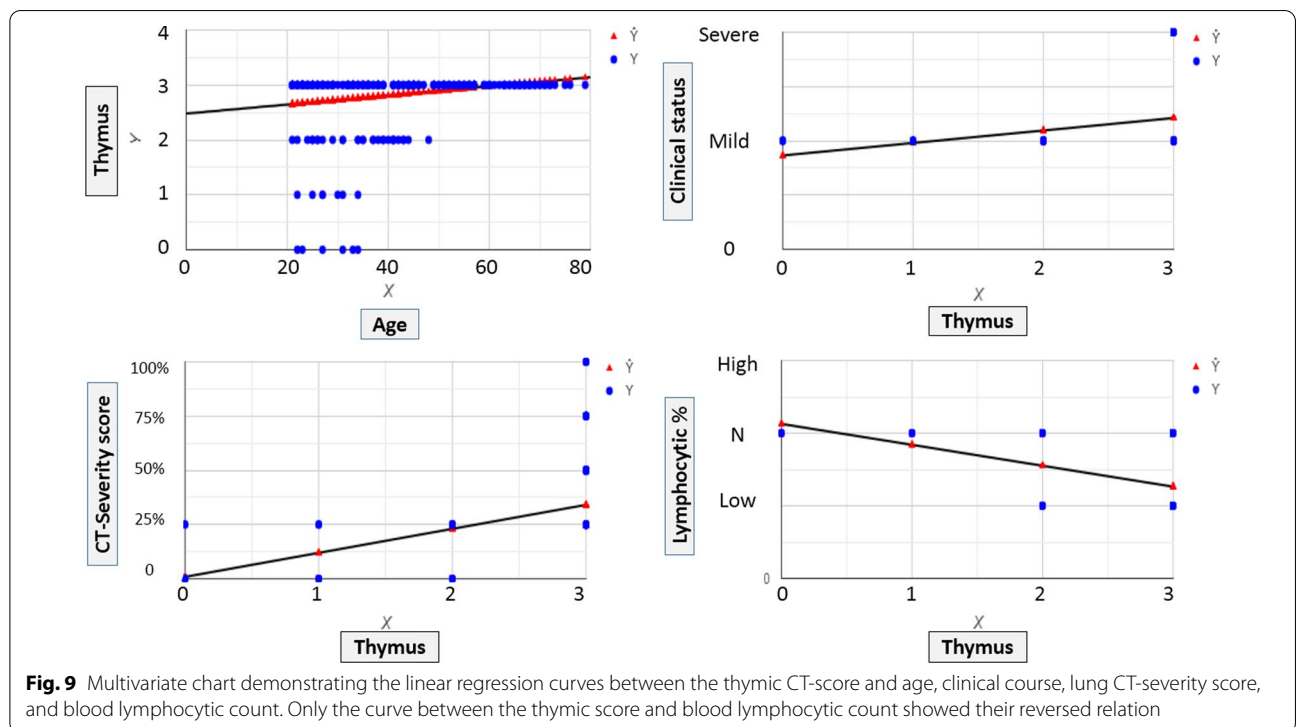 4
3
2
1
0
Thymus
Y
0
20
40
60
80
X
Age
Ŷ
Y
Severe
Mild
0
Clinical status
0
1
2
3
X
Thymus
Ŷ
Y
100%
75%
50%
25%
0
CT-Severity score
0
1
2
3
X
Thymus
Ŷ
Y
High
N
Low
0
Lymphocytic %
0
1
2
3
X
Thymus
Ŷ
Y
Fig. 9 Multivariate chart demonstrating the linear regression curves between the thymic CT-score and age, clinical course, lung CT-severity score,
and blood lymphocytic count. Only the curve between the thymic score and blood lymphocytic count showed their reversed relation